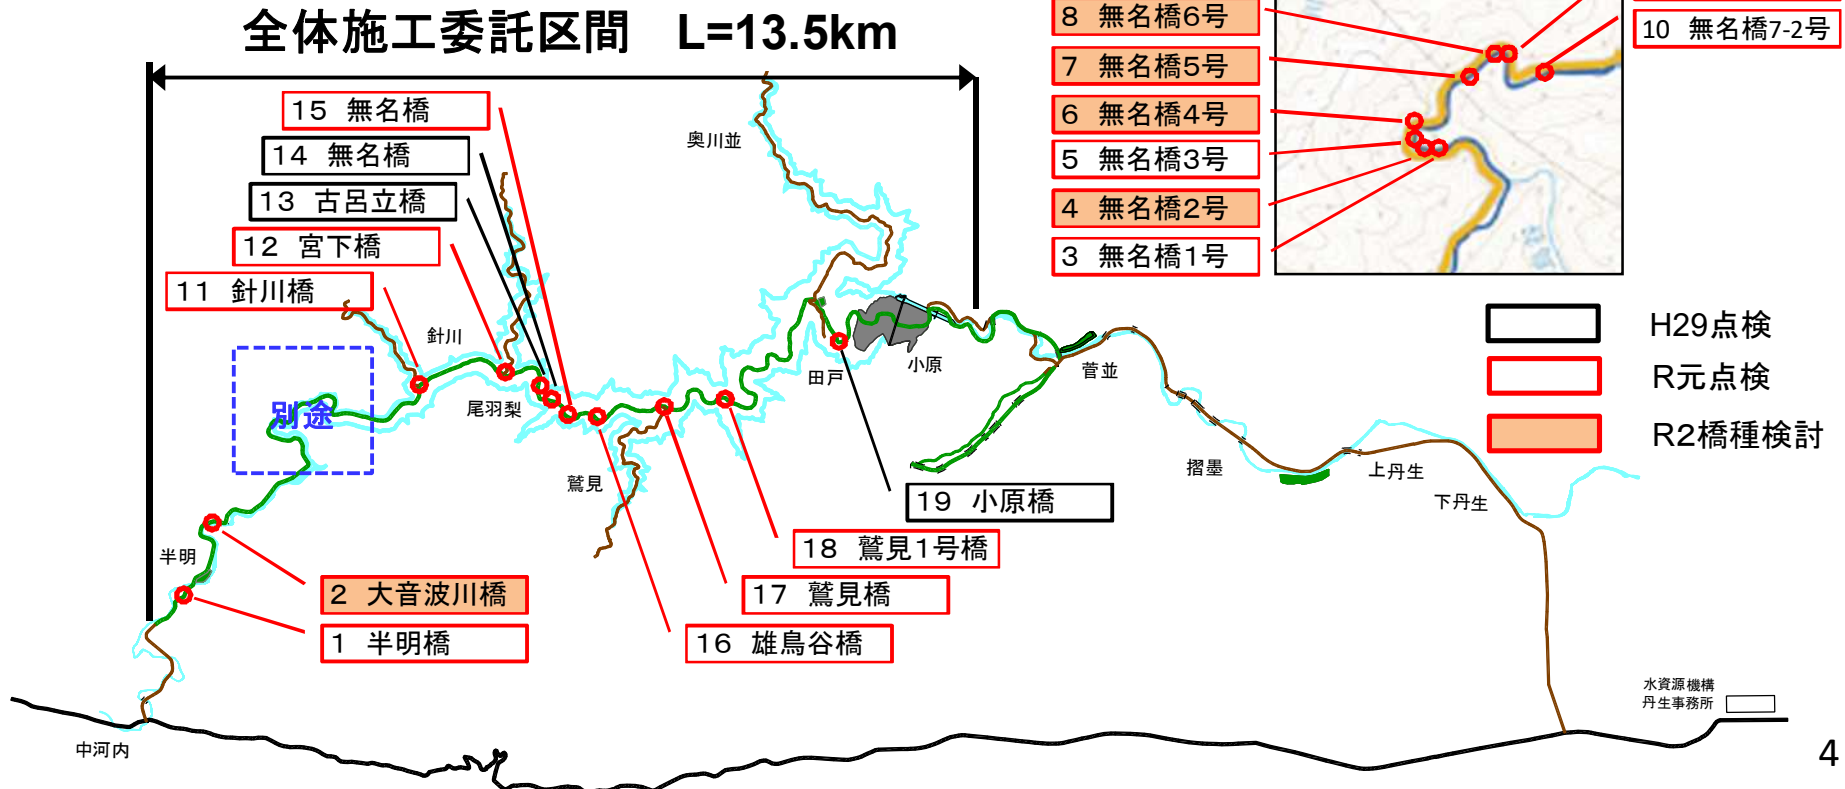 全体施工委託区間　L=13.5km
8　無名橋6号
7　無名橋5号
6　無名橋4号
5　無名橋3号
4　無名橋2号
3　無名橋1号
10　無名橋7-2号
15　無名橋
14　無名橋
13　古呂立橋
12　宮下橋
11　針川橋
奥川並
針川
別途
尾羽梨
鷲見
田戸
小原
菅並
摺墨
上丹生
下丹生
半明
中河内
19　小原橋
18　鷲見1号橋
17　鷲見橋
16　雄鳥谷橋
2　大音波川橋
1　半明橋
H29点検
R元点検
R2橋種検討
水資源機構
丹生事務所
4